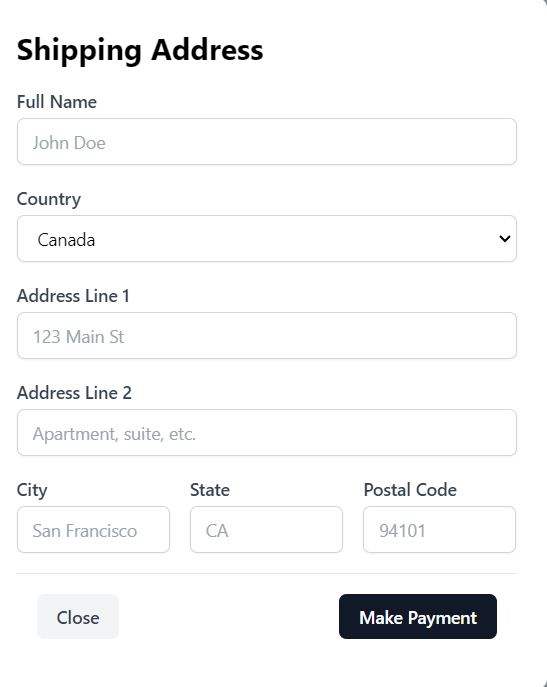 Shipping Address
Full Name
John Doe
Country
Canada
Address Line 1
123 Main St
Address Line 2
Apartment, suite, etc.
City State Postal Code
San Francisco CA 94101
Close Make Payment